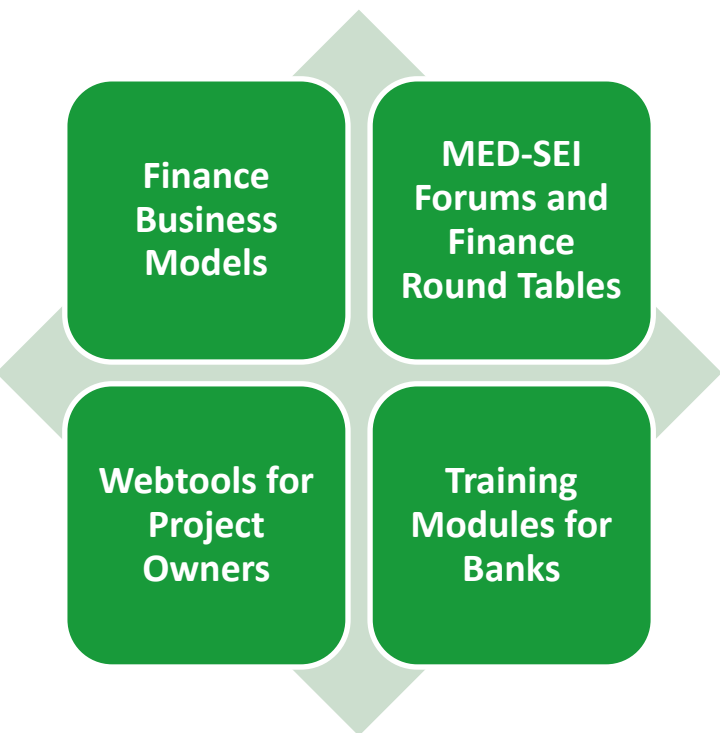 Finance
Business
Models
MED-SEI
Forums and
Finance
Round Tables
Webtools for
Project
Owners
Training
Modules for
Banks